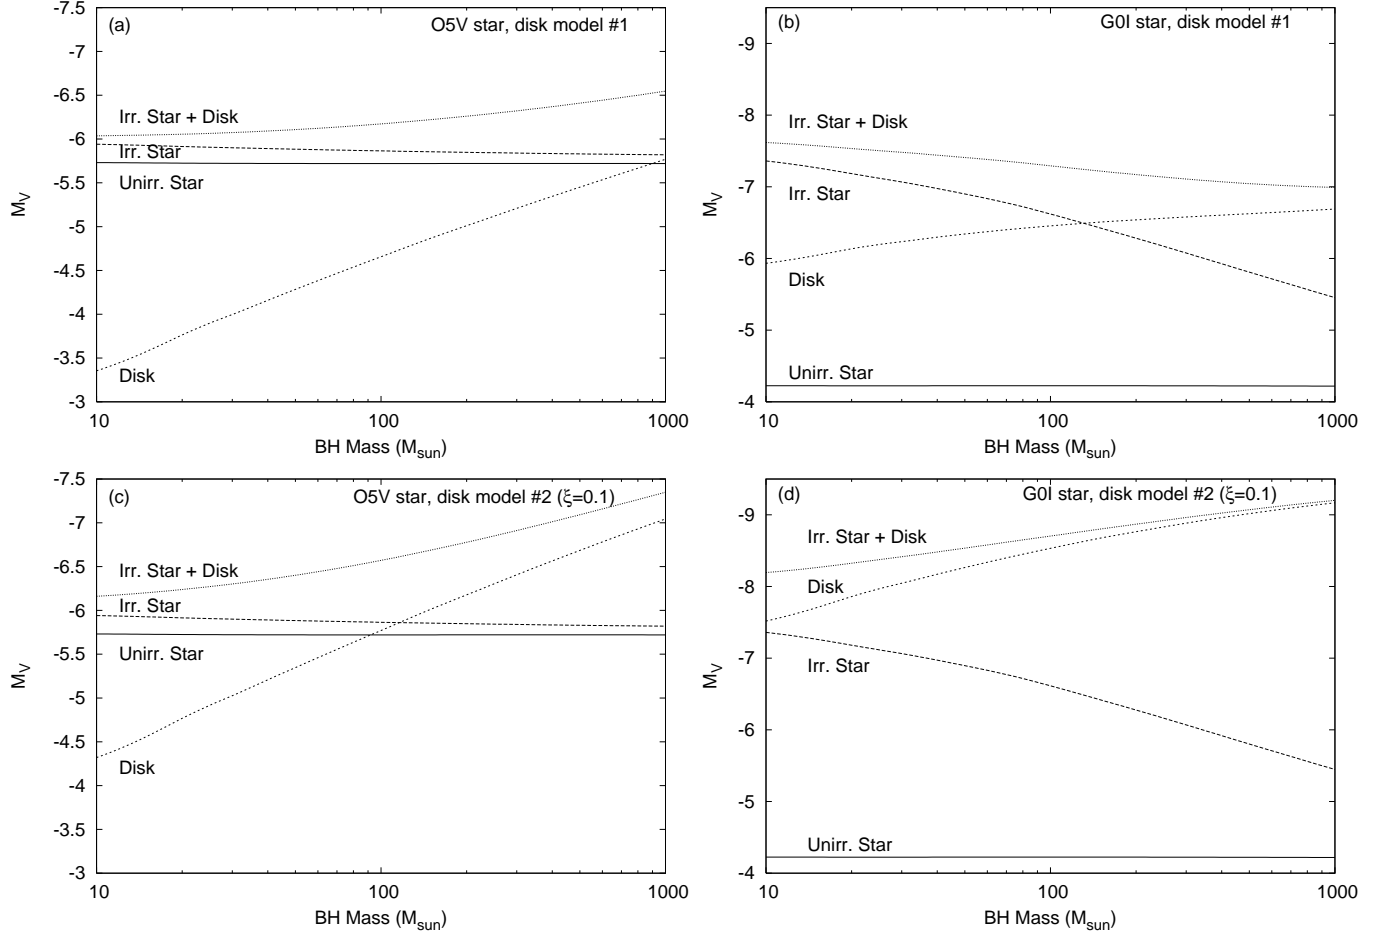 (a)
O5V star, disk model #1
-7.5
-7
-6.5
-6
-5.5
-5
-4.5
-4
-3.5
-3
M_V
Irr. Star + Disk
Irr. Star
Unirr. Star
Disk
10
100
1000
BH Mass (M_sun)
(b)
G0I star, disk model #1
-9
-8
-7
-6
-5
-4
M_V
Irr. Star + Disk
Irr. Star
Disk
Unirr. Star
10
100
1000
BH Mass (M_sun)
(c)
O5V star, disk model #2 (ξ=0.1)
-7.5
-7
-6.5
-6
-5.5
-5
-4.5
-4
-3.5
-3
M_V
Irr. Star + Disk
Irr. Star
Unirr. Star
Disk
10
100
1000
BH Mass (M_sun)
(d)
G0I star, disk model #2 (ξ=0.1)
-9
-8
-7
-6
-5
-4
M_V
Irr. Star + Disk
Disk
Irr. Star
Unirr. Star
10
100
1000
BH Mass (M_sun)